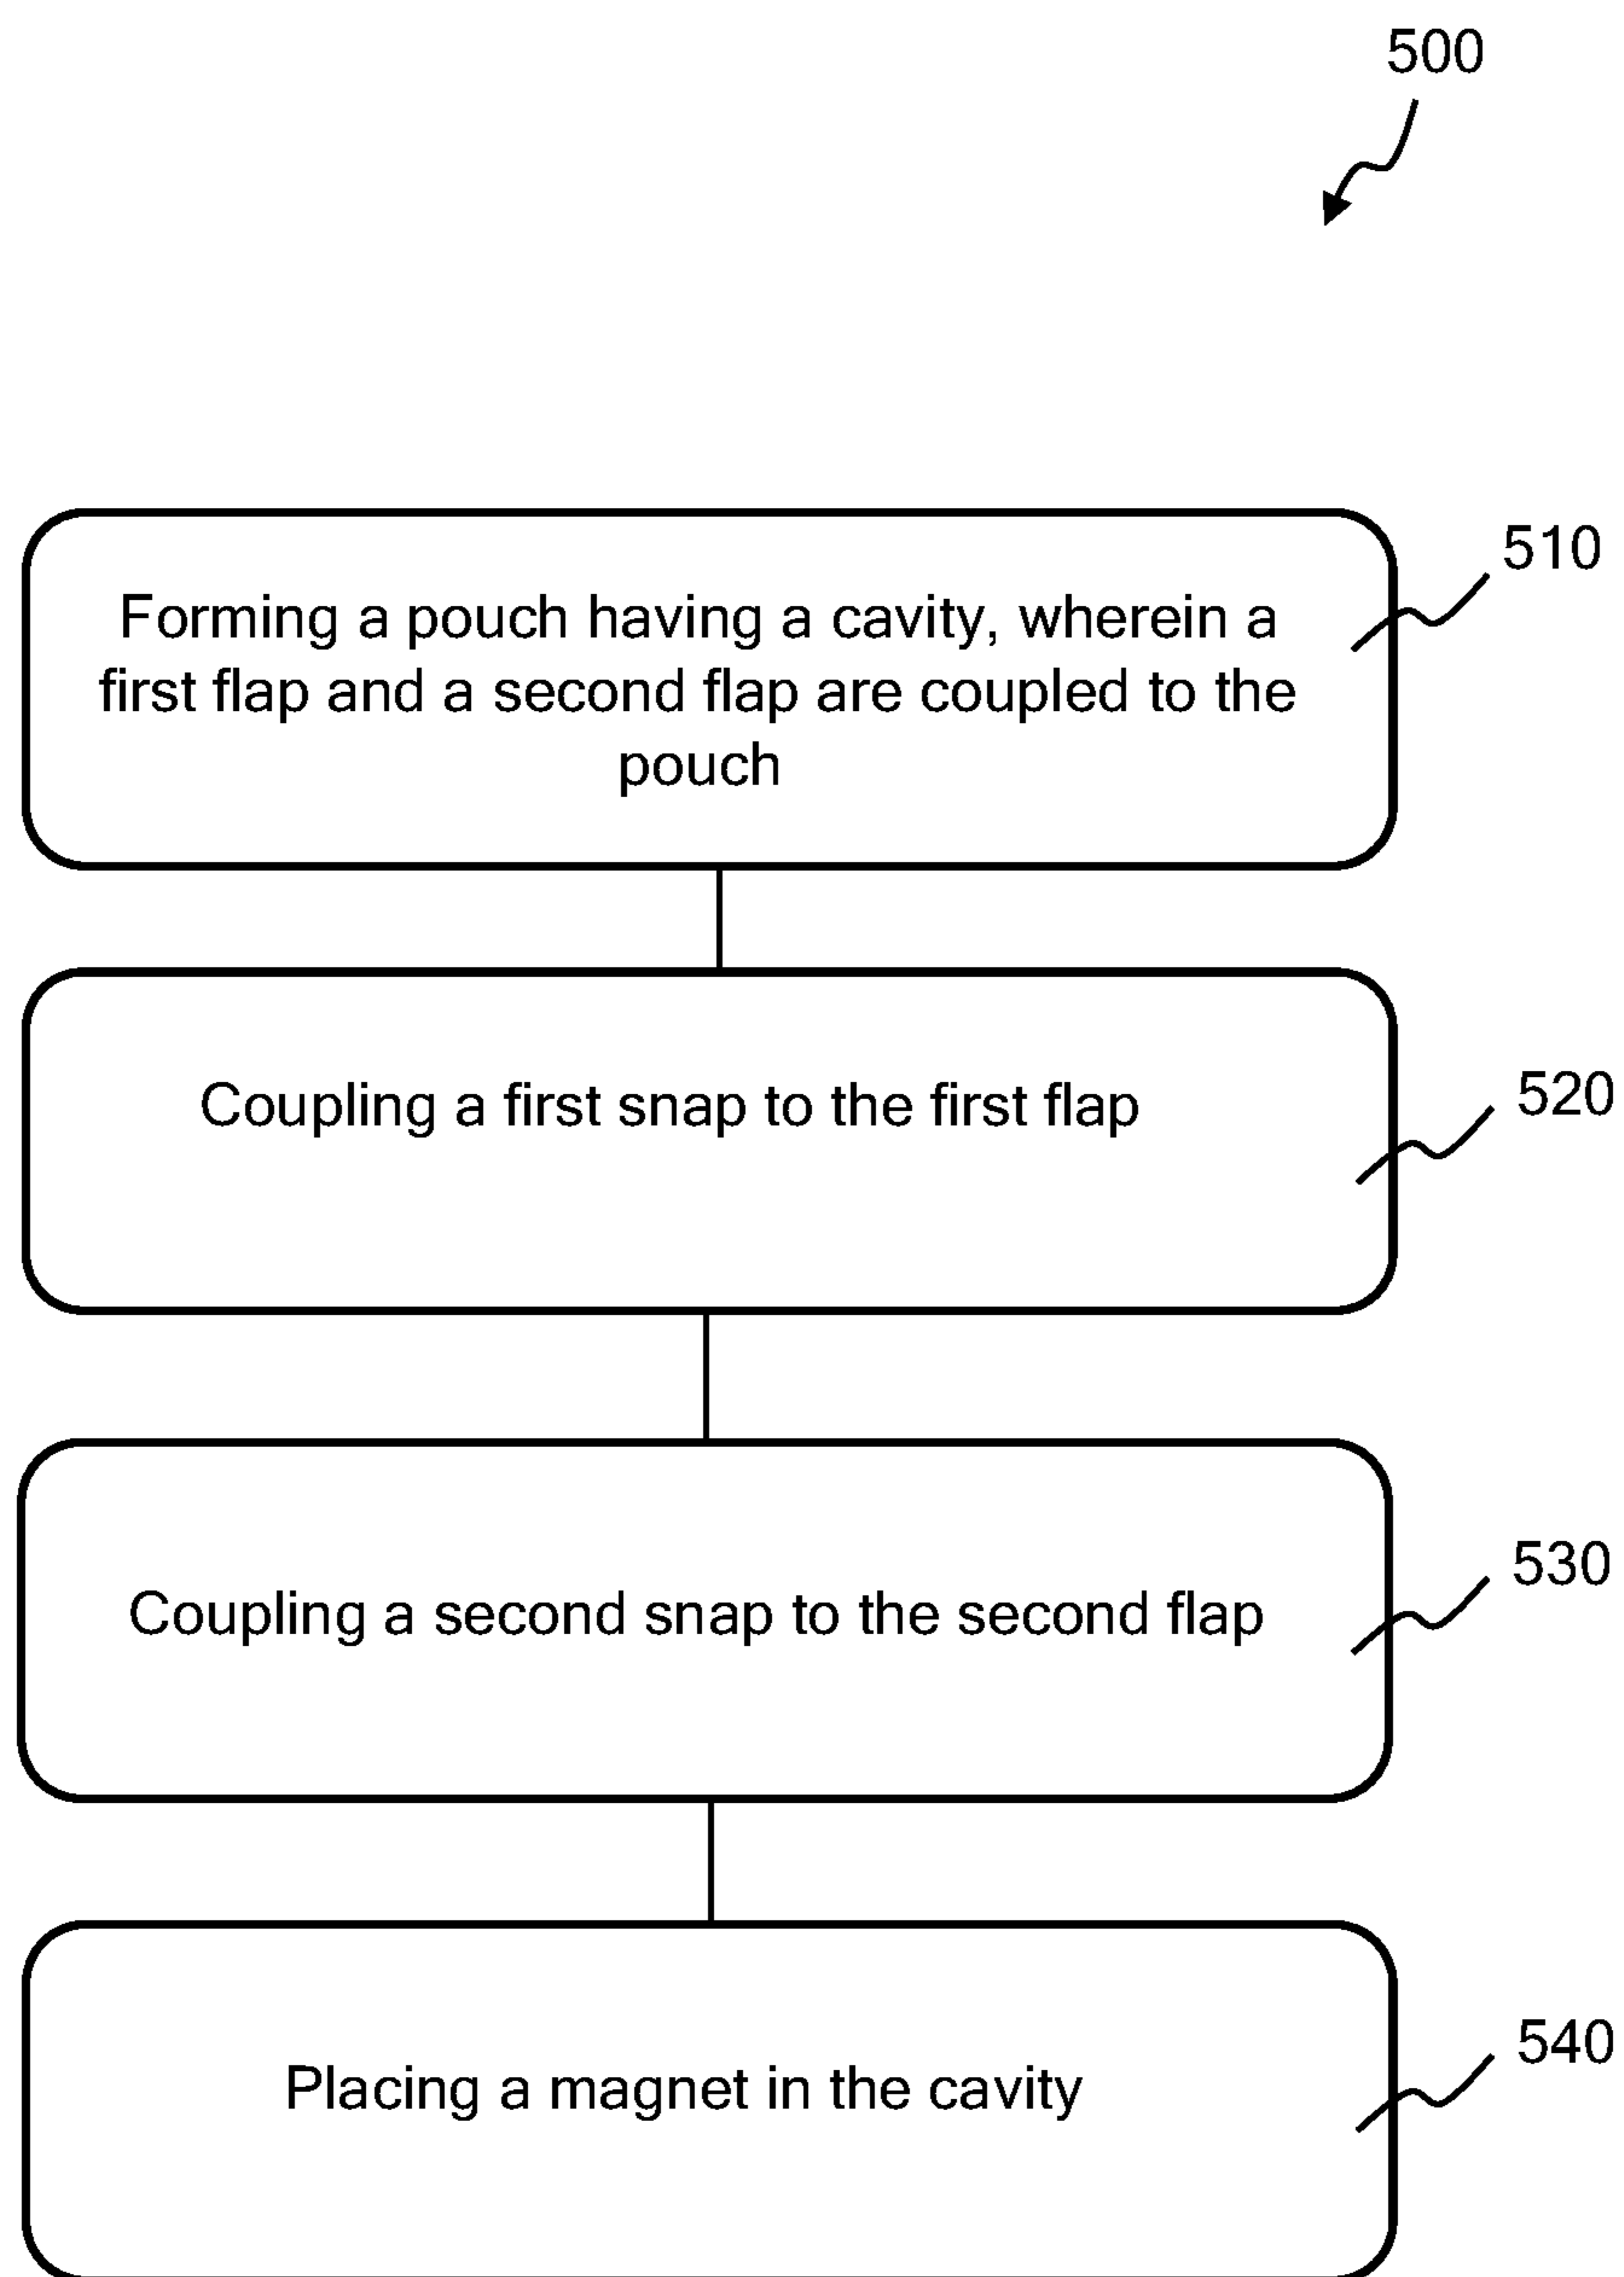 500
510
Forming a pouch having a cavity, wherein a
first flap and a second flap are coupled to the
pouch
520
Coupling a first snap to the first flap
530
Coupling a second snap to the second flap
540
Placing a magnet in the cavity